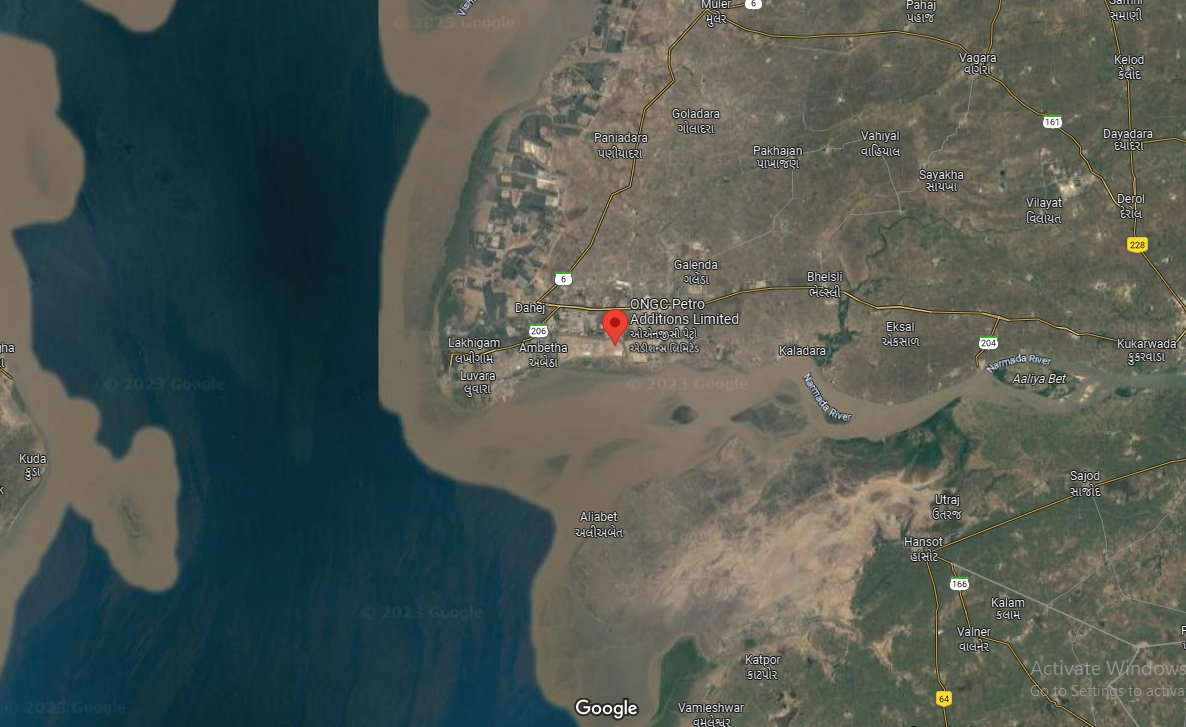 © 2023 Google
Muler
મુલેર
6
Pahaj
પહાજ
સમાણી
Vagara
વાગરા
Kelod
કેલોદ
Goladara
ગોલાદરા
161
Paniadara
પણીયાદરા
Vahiyal
વાહિયાલ
Dayadara
દયાદરા
Pakhajan
પાખાજણ
Sayakha
સાયખા
Vilayat
વિલાયત
Derol
દેરોલ
228
Galenda
ગલેંડા
6
Bhelsli
ભેલ્સ્લી
Dahej
ONGC Petro
Additions Limited
ઓએનજીસી પેટ્રો
એડીશન્સ લિમિટેડ
206
Eksal
એકસાળ
204
Lakhigam
લખીગામ
Ambetha
અંબેઠા
Kaladara
Kukarwada
કુકરવાડા
Narmada River
Luvara
લુવારા
© 2023 Google
© 2023 Google
Narmada River
Aaliya Bet
Kuda
કુડા
Sajod
સાજોદ
Utraj
ઉતરજ
Aliabet
અલીઅબેત
Hansot
હાંસોટ
166
© 2023 Google
Kalam
કલામ
Valner
વાલનેર
Katpor
કાટપોર
Activate Windows
Go to Settings to activa
64
© 2023 Google
Google
Vamleshwar
વમલેશ્વર